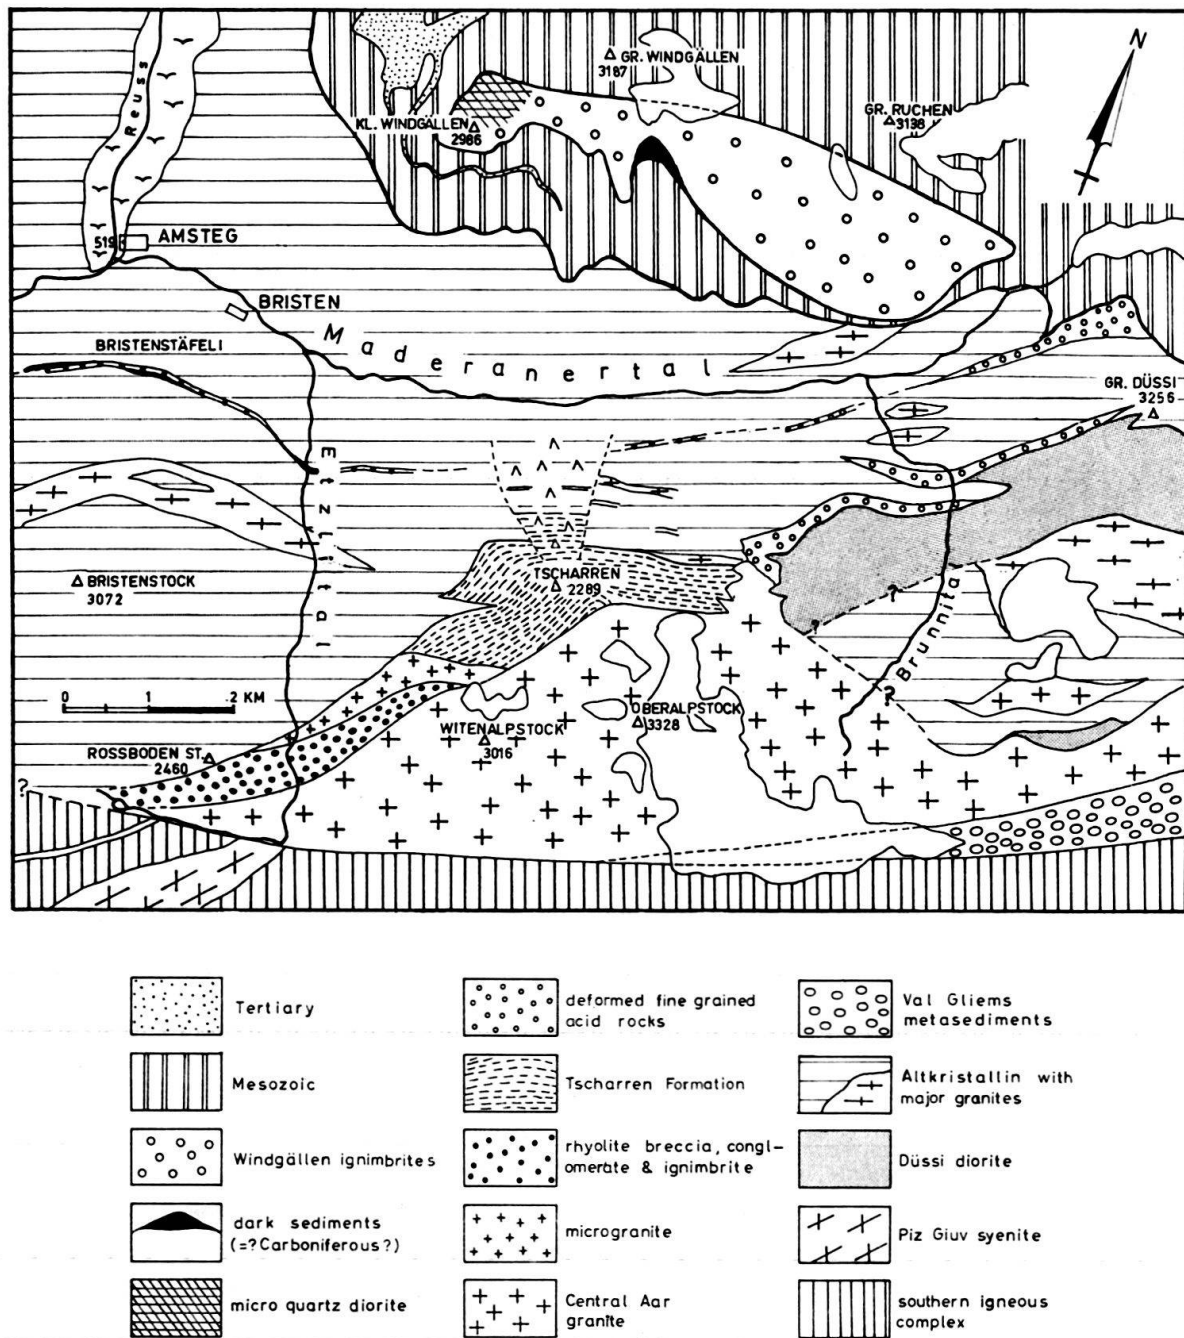 N
Reuss
GR. WINDGÄLLEN
3187
GR. RUCHEN
3138
KL. WINDGÄLLEN
2986
519
AMSTEG
BRISTEN
Maderanertal
BRISTENSTÄFELI
GR. DÜSSI
3256
Etzlital
TSCHARREN
2289
BRISTENSTOCK
3072
?
?
Brunnital
?
0 1 2 KM
OBERALPSTOCK
3328
WITENALPSTOCK
3016
ROSSBODEN ST.
2460
?
Tertiary
Mesozoic
Windgällen ignimbrites
dark sediments
(=?Carboniferous?)
micro quartz diorite
deformed fine grained
acid rocks
Tscharren Formation
rhyolite breccia, congl-
omerate & ignimbrite
microgranite
Central Aar
granite
Val Gliems
metasediments
Altkristallin with
major granites
Düssi diorite
Piz Giuv syenite
southern igneous
complex